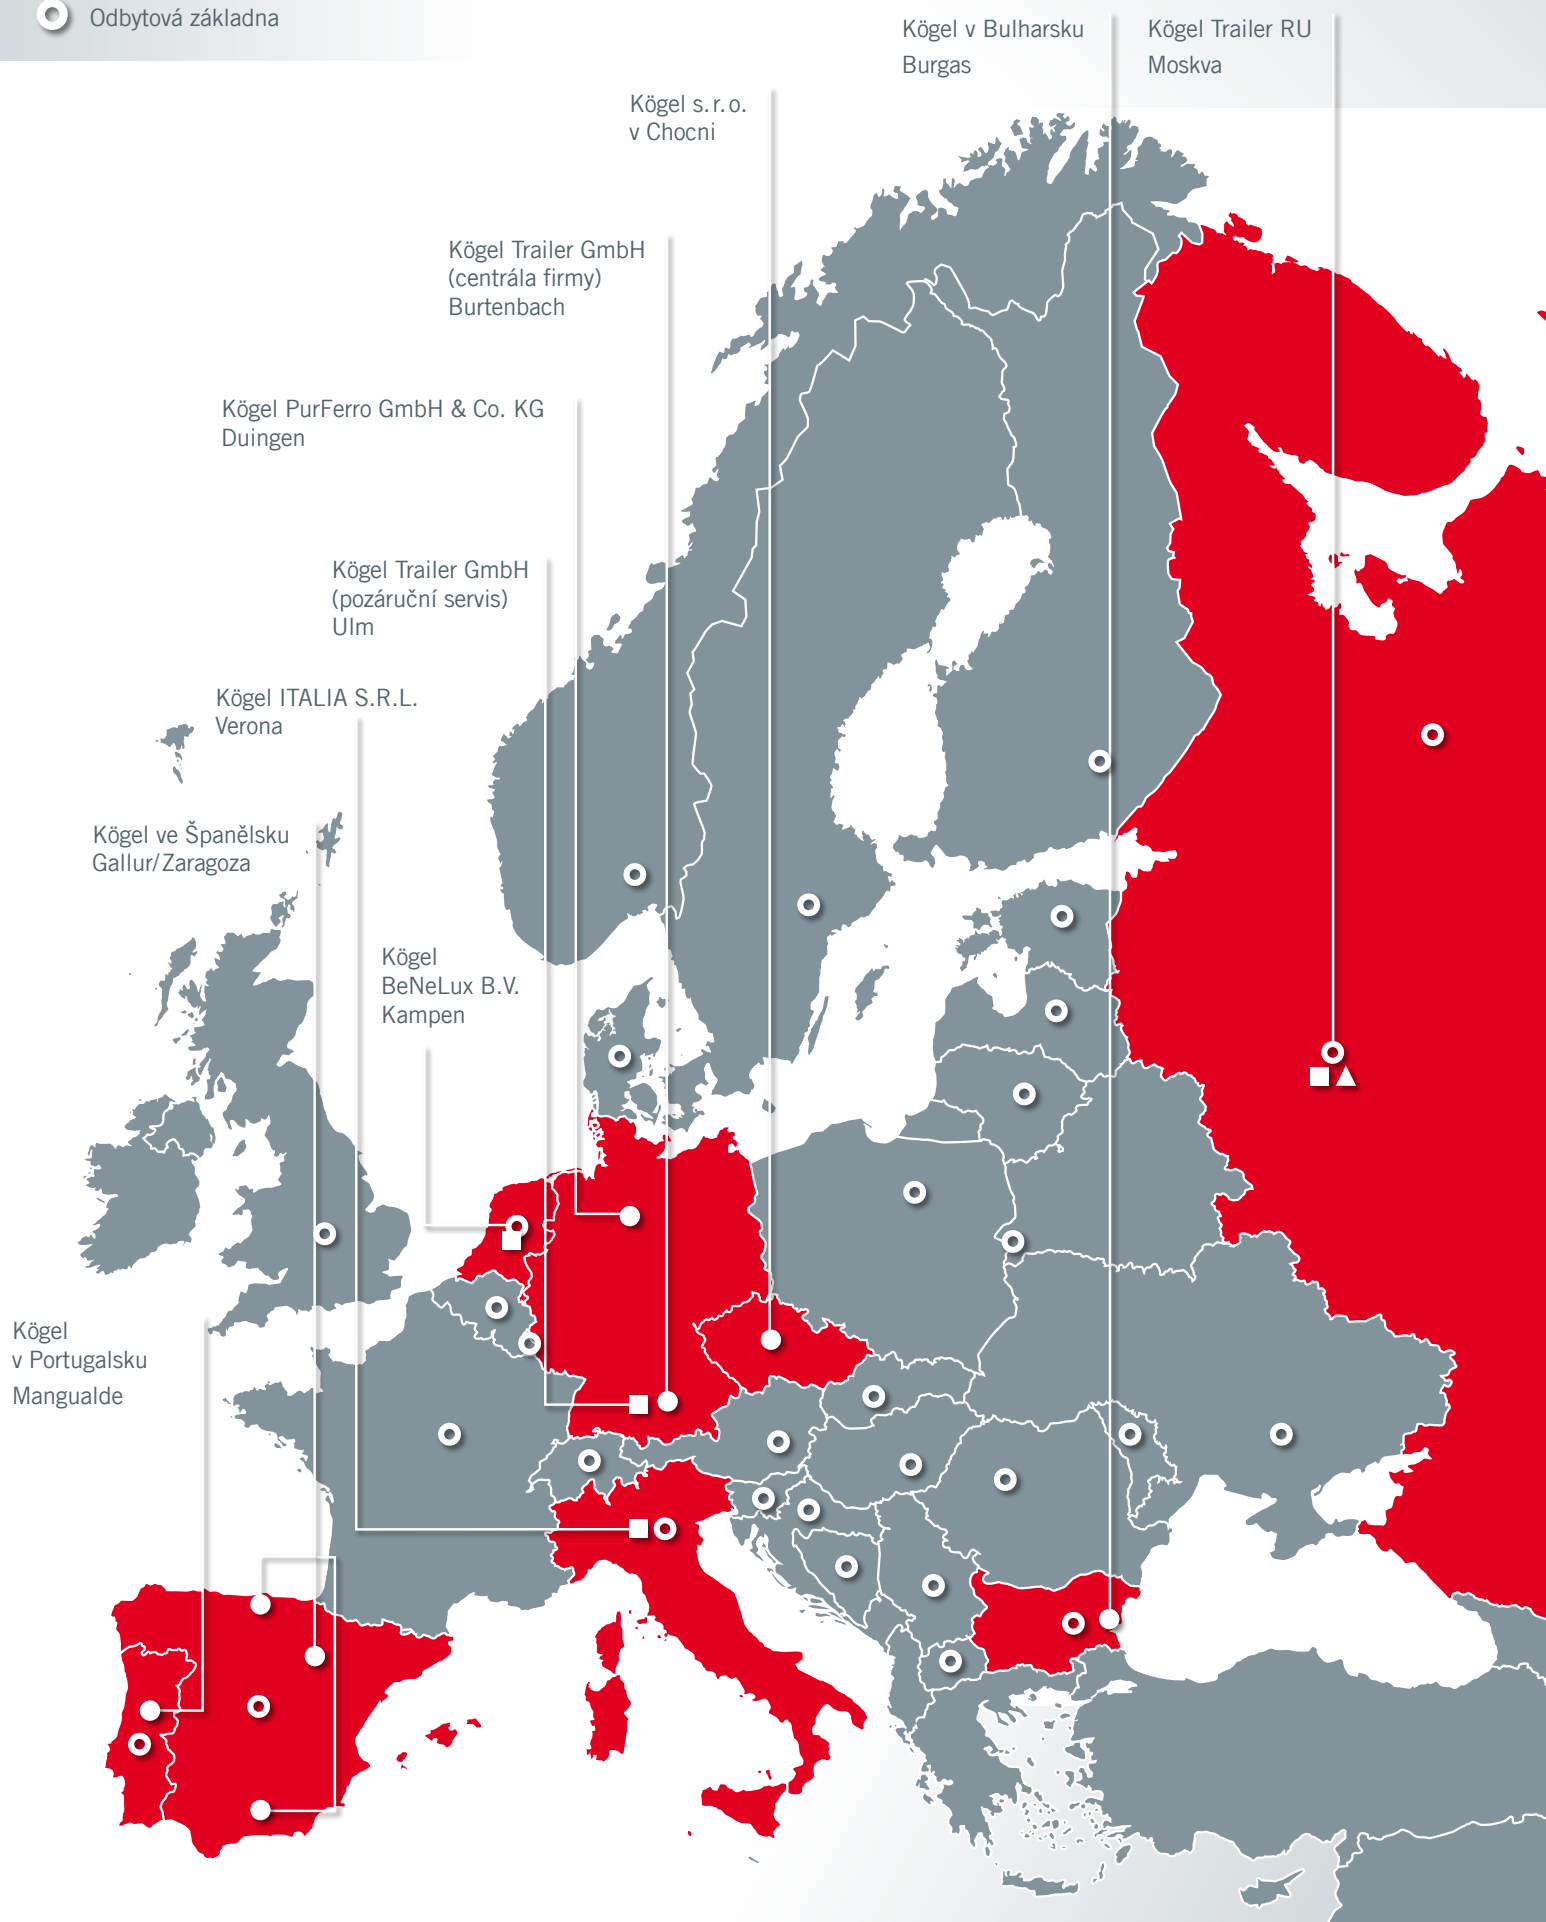 Odbytová základna
Kögel v Bulharsku
Burgas
Kögel Trailer RU
Moskva
Kögel s.r.o.
v Chocni
Kögel Trailer GmbH
(centrála firmy)
Burtenbach
Kögel PurFerro GmbH & Co. KG
Duingen
Kögel Trailer GmbH
(pozáruční servis)
Ulm
Kögel ITALIA S.R.L.
Verona
Kögel ve Španělsku
Gallur/Zaragoza
Kögel
BeNeLux B.V.
Kampen
Kögel
v Portugalsku
Mangualde